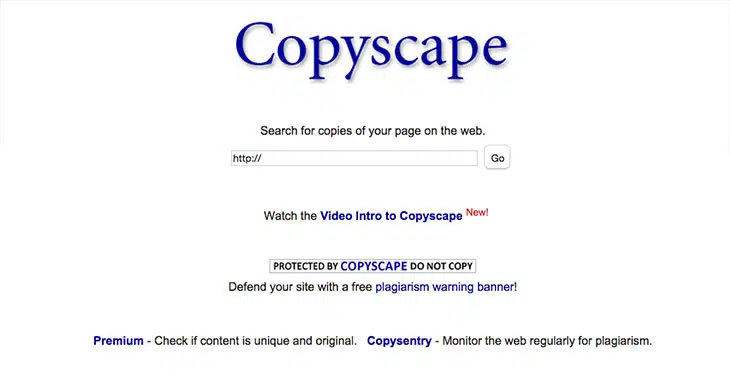 Copyscape
Search for copies of your page on the web.
http:// Go
Watch the Video Intro to Copyscape New!
PROTECTED BY COPYSCAPE DO NOT COPY
Defend your site with a free plagiarism warning banner!
Premium - Check if content is unique and original. Copysentry - Monitor the web regularly for plagiarism.